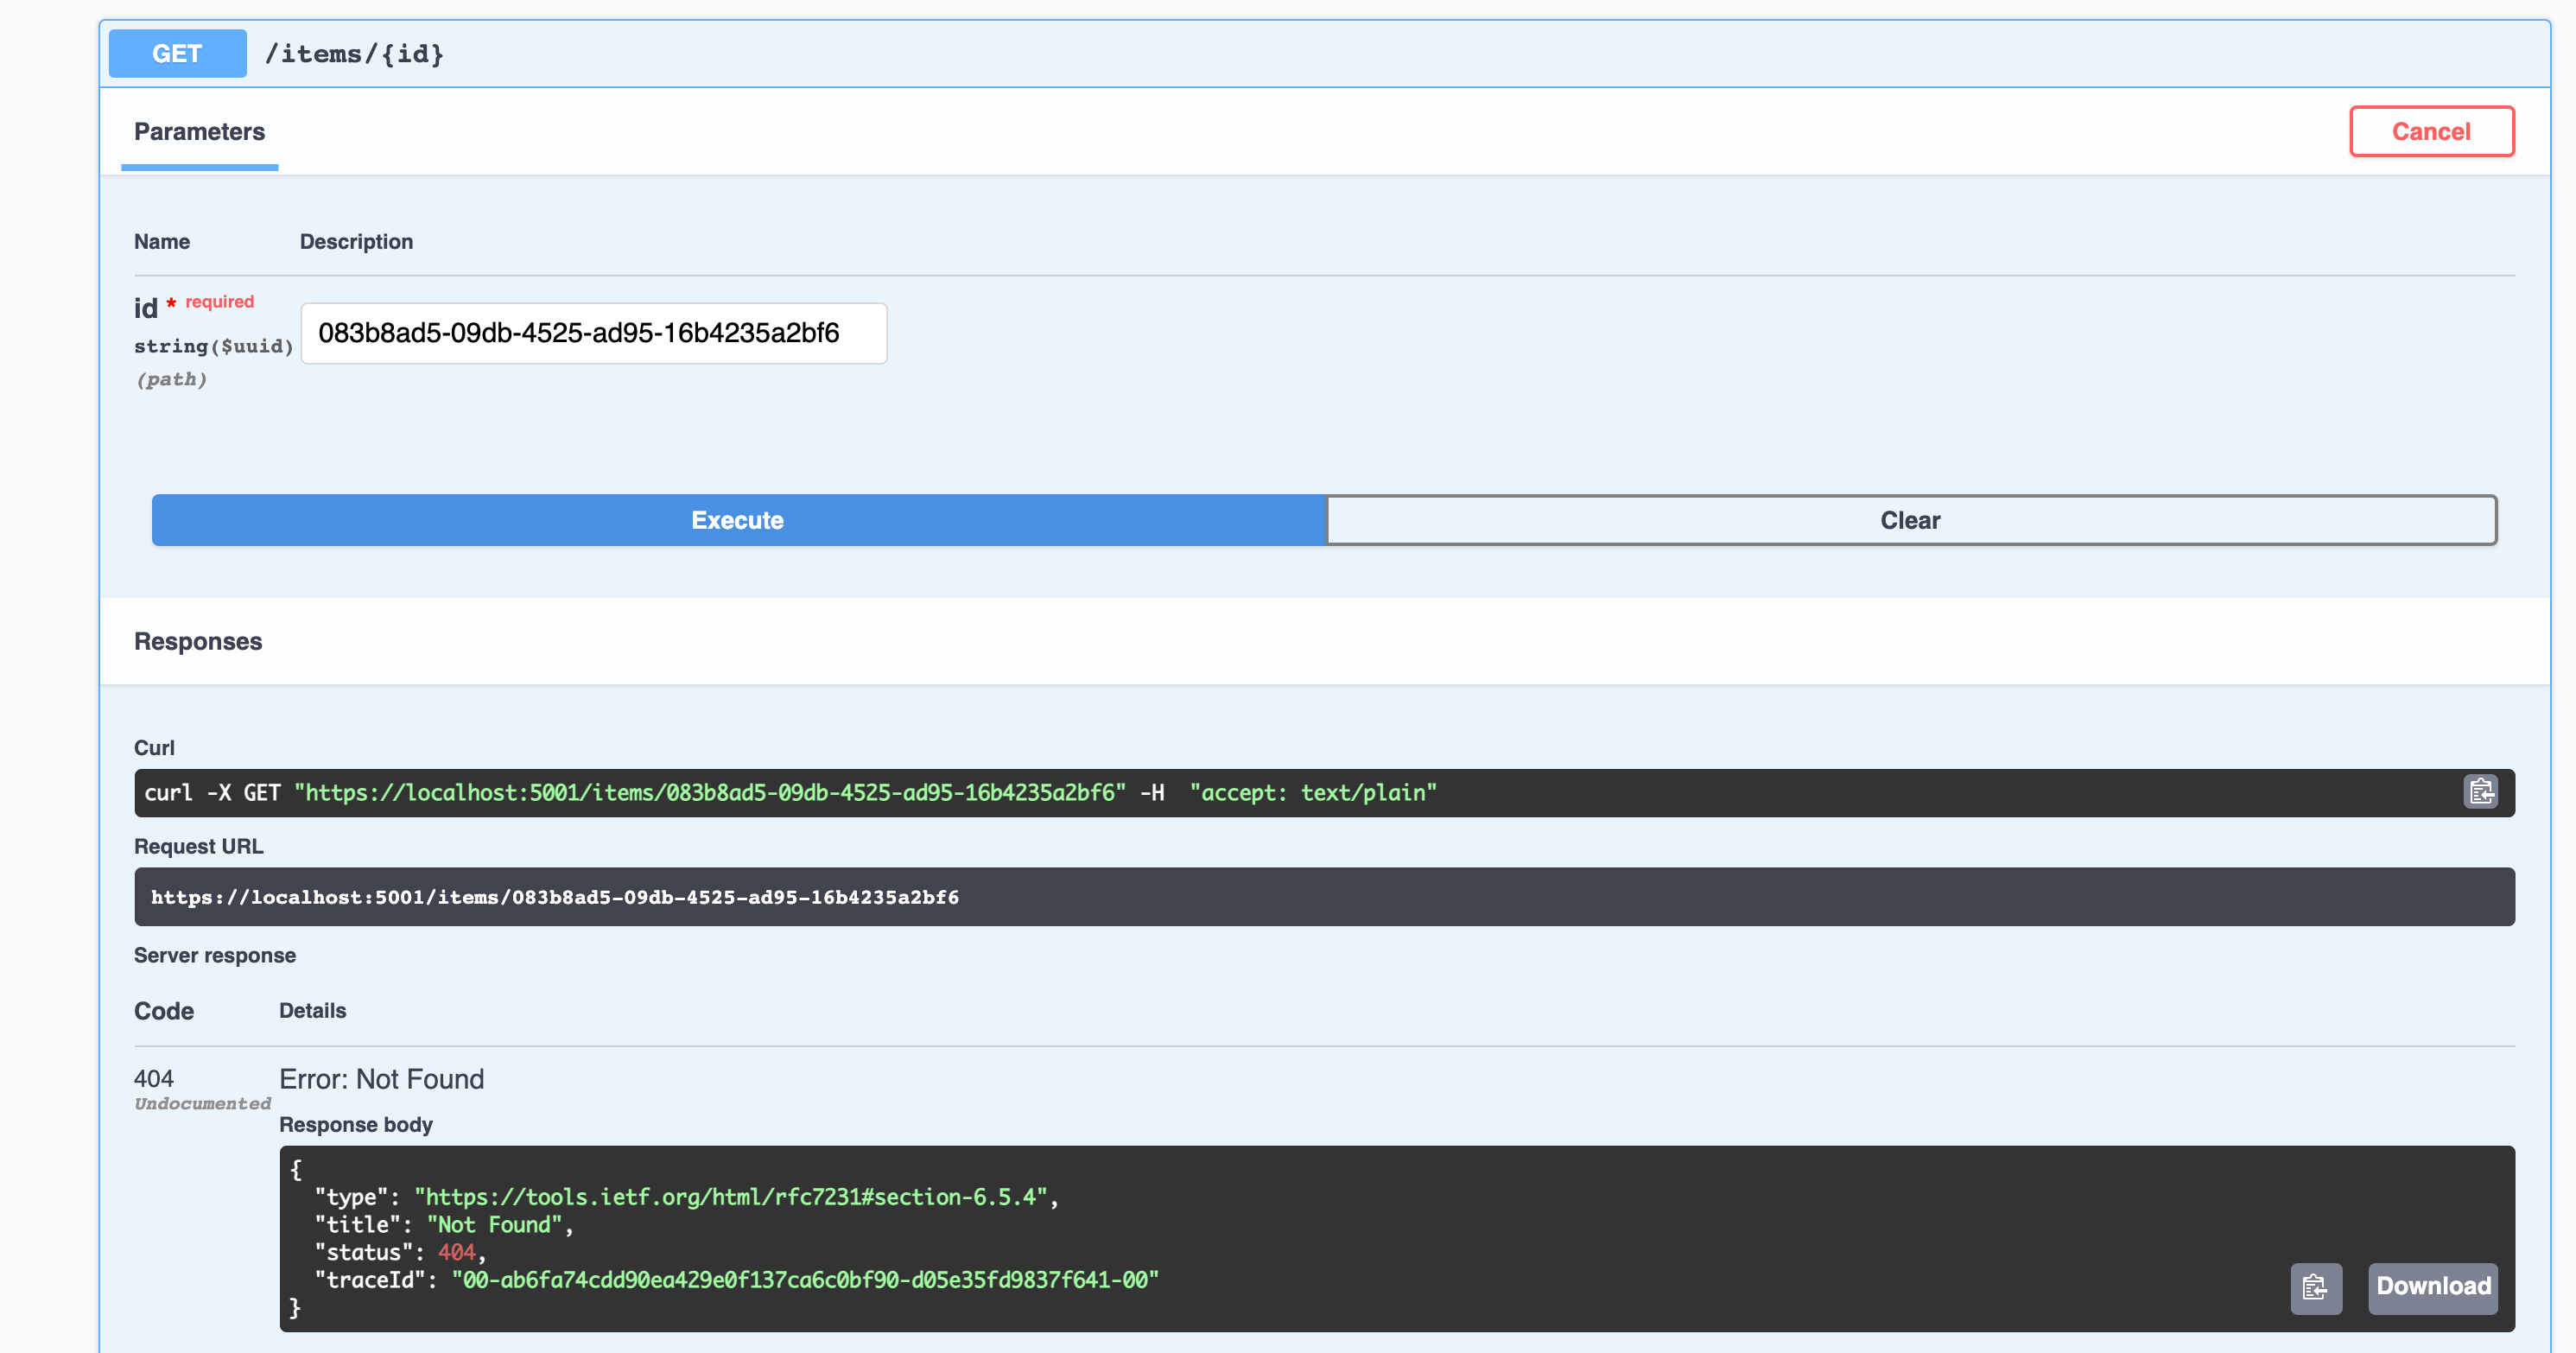 GET /items/{id}
Parameters
Cancel
Name Description
id * required
string($uuid)
(path)
083b8ad5-09db-4525-ad95-16b4235a2bf6
Execute
Clear
Responses
Curl
curl -X GET "https://localhost:5001/items/083b8ad5-09db-4525-ad95-16b4235a2bf6" -H  "accept: text/plain"
Request URL
https://localhost:5001/items/083b8ad5-09db-4525-ad95-16b4235a2bf6
Server response
Code Details
404
Undocumented
Error: Not Found
Response body
{
  "type": "https://tools.ietf.org/html/rfc7231#section-6.5.4",
  "title": "Not Found",
  "status": 404,
  "traceId": "00-ab6fa74cdd90ea429e0f137ca6c0bf90-d05e35fd9837f641-00"
}
Download